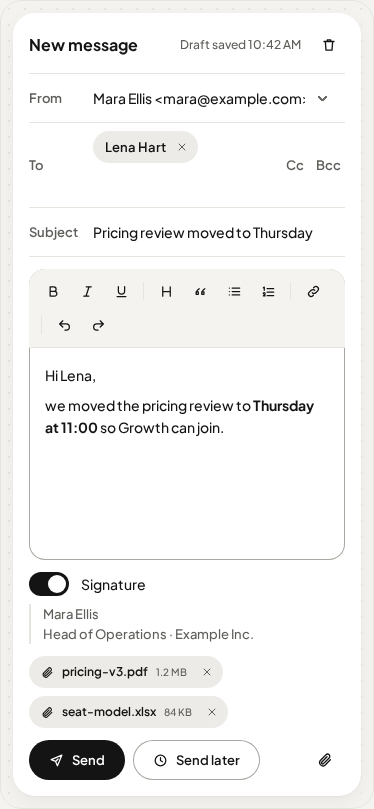 New message Draft saved 10:42 AM
From Mara Ellis <mara@example.com:
Lena Hart
To Cc Bcc
Subject Pricing review moved to Thursday
B I U H
Hi Lena,
we moved the pricing review to Thursday
at 11:00 so Growth can join.
Signature
Mara Ellis
Head of Operations · Example Inc.
pricing-v3.pdf 1.2 MB
seat-model.xlsx 84 KB
Send Send later